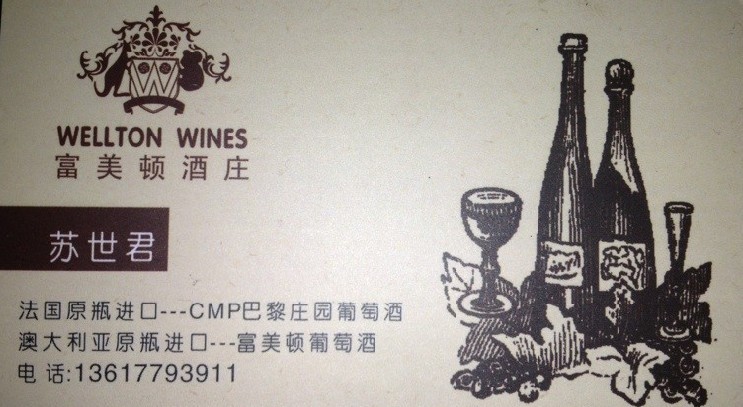 WELLTON WINES
富美顿酒庄
苏世君
法国原瓶进口---CMP巴黎庄园葡萄酒
澳大利亚原瓶进口---富美顿葡萄酒
电话:13617793911